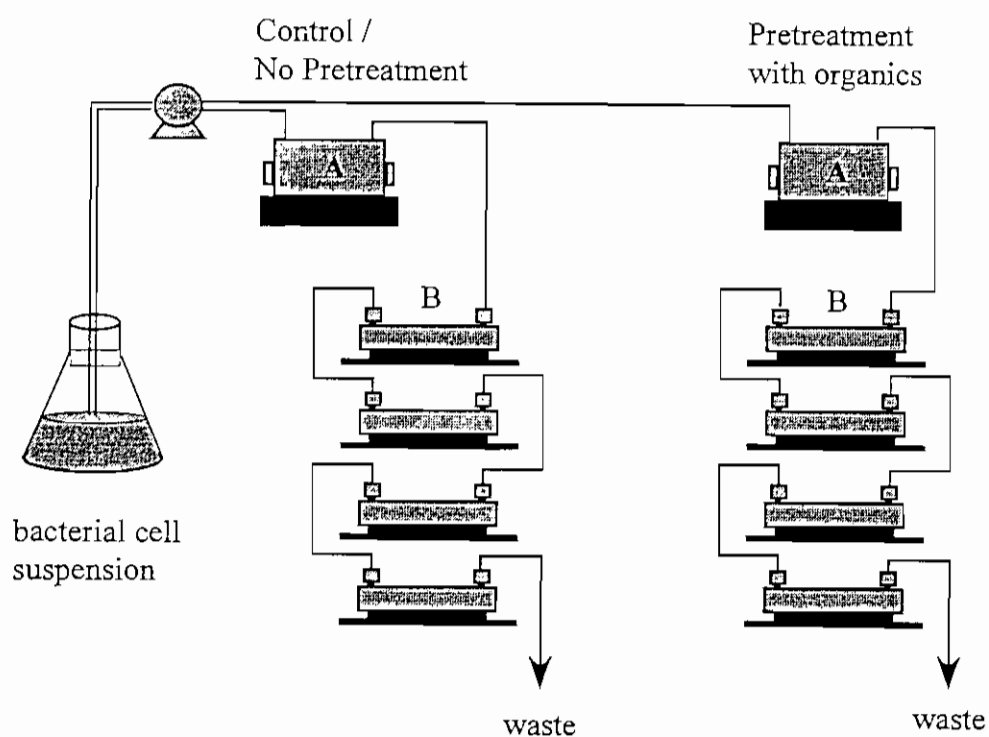 Control /
No Pretreatment
Pretreatment
with organics
A
A
B
B
bacterial cell
suspension
waste
waste